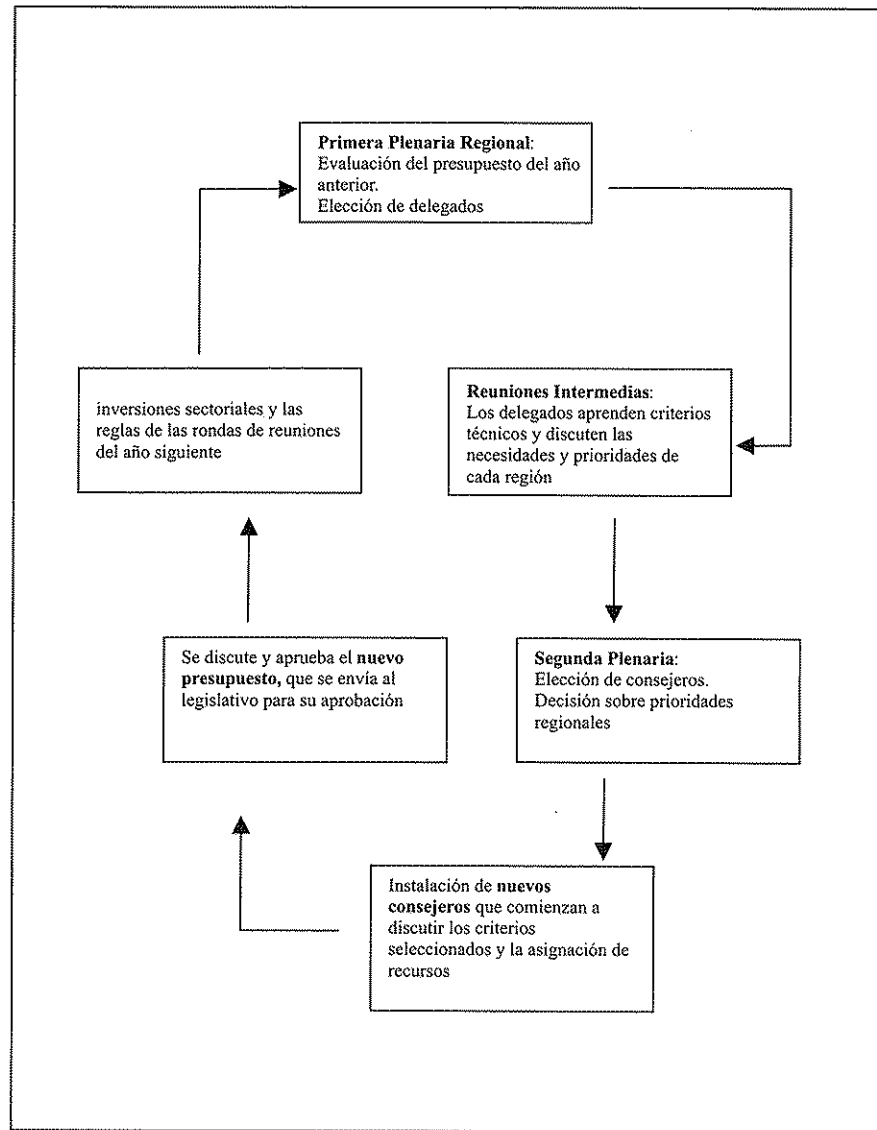 Primera Plenaria Regional:
Evaluación del presupuesto del año
anterior.
Elección de delegados
Reuniones Intermedias:
Los delegados aprenden criterios
técnicos y discuten las
necesidades y prioridades de
cada región
Segunda Plenaria:
Elección de consejeros.
Decisión sobre prioridades
regionales
Instalación de nuevos
consejeros que comienzan a
discutir los criterios
seleccionados y la asignación de
recursos
Se discute y aprueba el nuevo
presupuesto, que se envía al
legislativo para su aprobación
inversiones sectoriales y las
reglas de las rondas de reuniones
del año siguiente